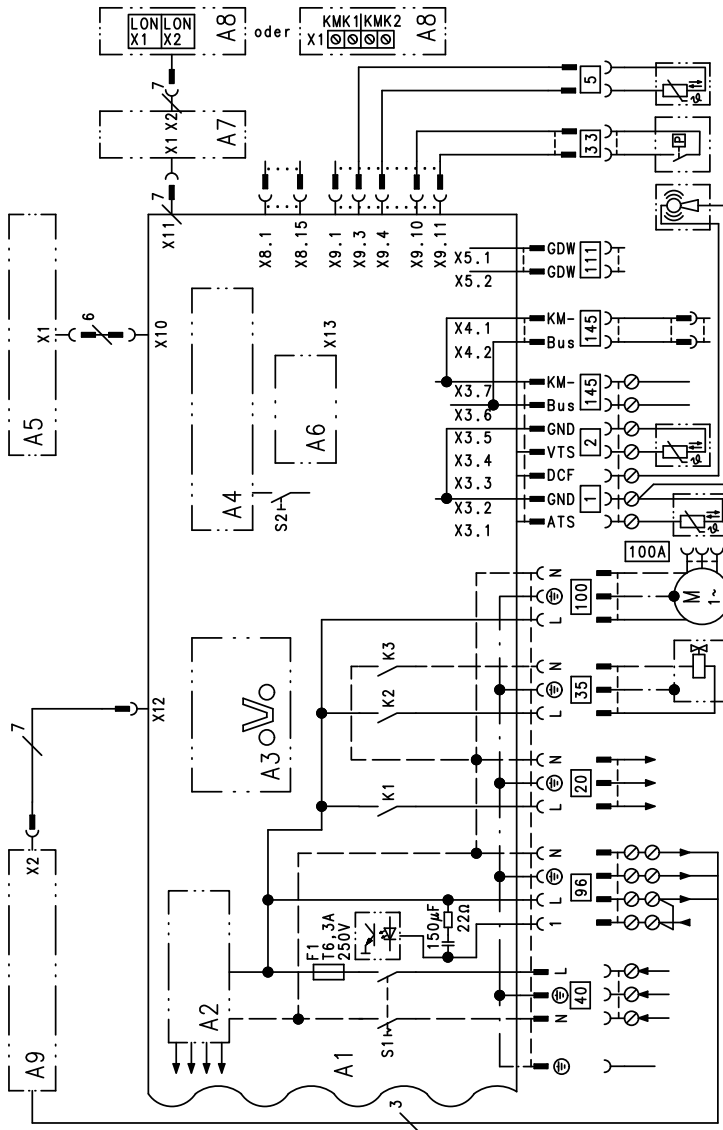 LON LON
X1 X2
A8
oder
KMK1 KMK2
X1
A8
7
X1 X2
A7
7
X11
5
ϑ
33
P
A5
X1
6
X10
X8.1
X8.15
X9.1
X9.3
X9.4
X9.10
X9.11
X5.1
GDW
X5.2
GDW
111
A4
X13
A6
S2
X4.1
KM-
X4.2
Bus
145
X3.7
KM-
X3.6
Bus
145
X3.5
GND
X3.4
VTS
2
ϑ
X3.3
DCF
X3.2
GND
1
X3.1
ATS
ϑ
100A
7
X12
A3
N
100
L
M
1~
K3
K2
N
35
L
K1
N
20
L
A9
X2
A2
F1
T6,3A
250V
150µF
22Ω
N
96
L
1
S1
A1
L
40
N
3